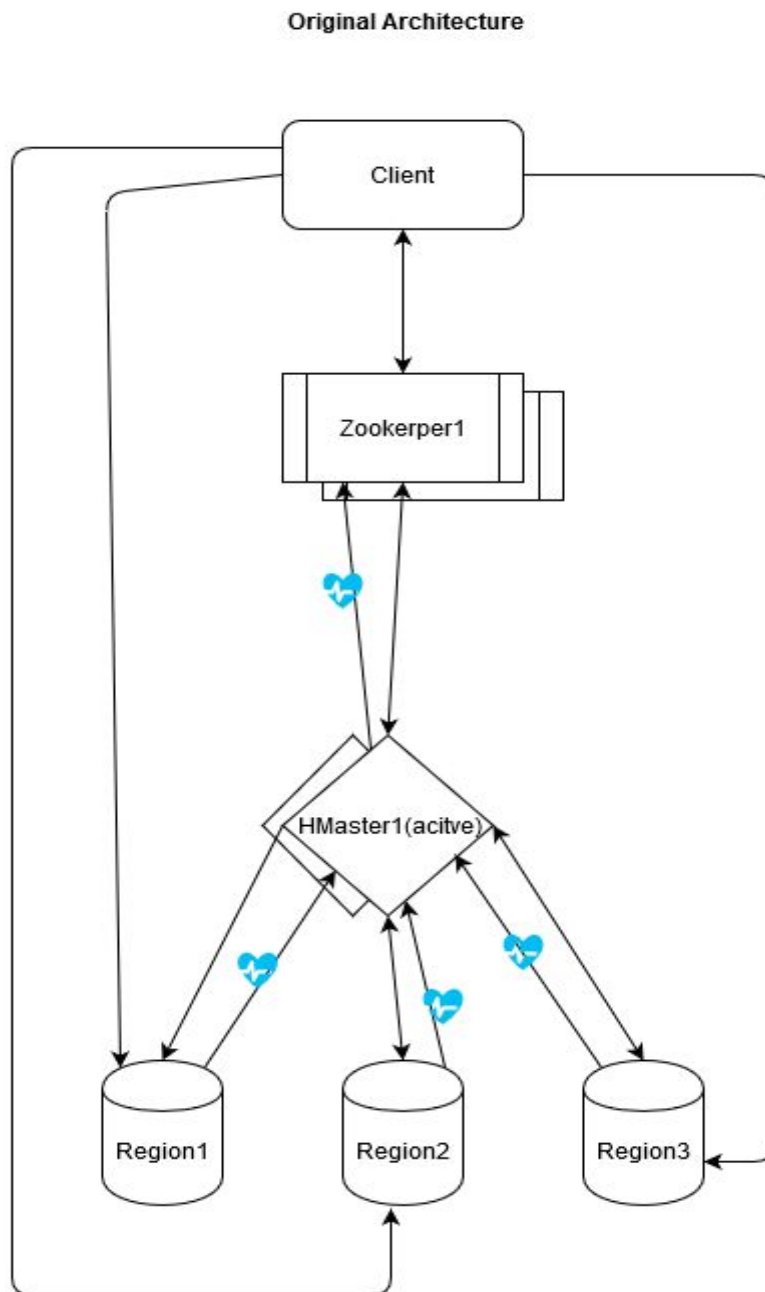 Original Architecture
Client
Zookerper1
HMaster1(acitve)
Region1
Region2
Region3